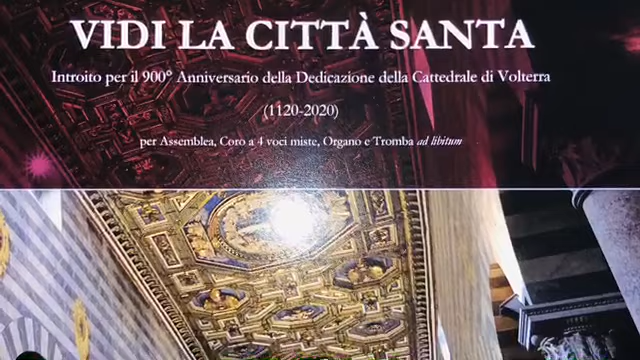 VIDI LA CITTÀ SANTA
Introito per il 900° Anniversario della Dedicazione della Cattedrale di Volterra
(1120-2020)
per Assemblea, Coro a 4 voci miste, Organo e Tromba ad libitum